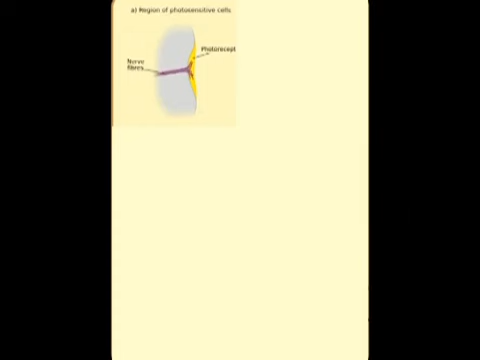 a) Region of photosensitive cells
Photorecept
Nerve
fibres